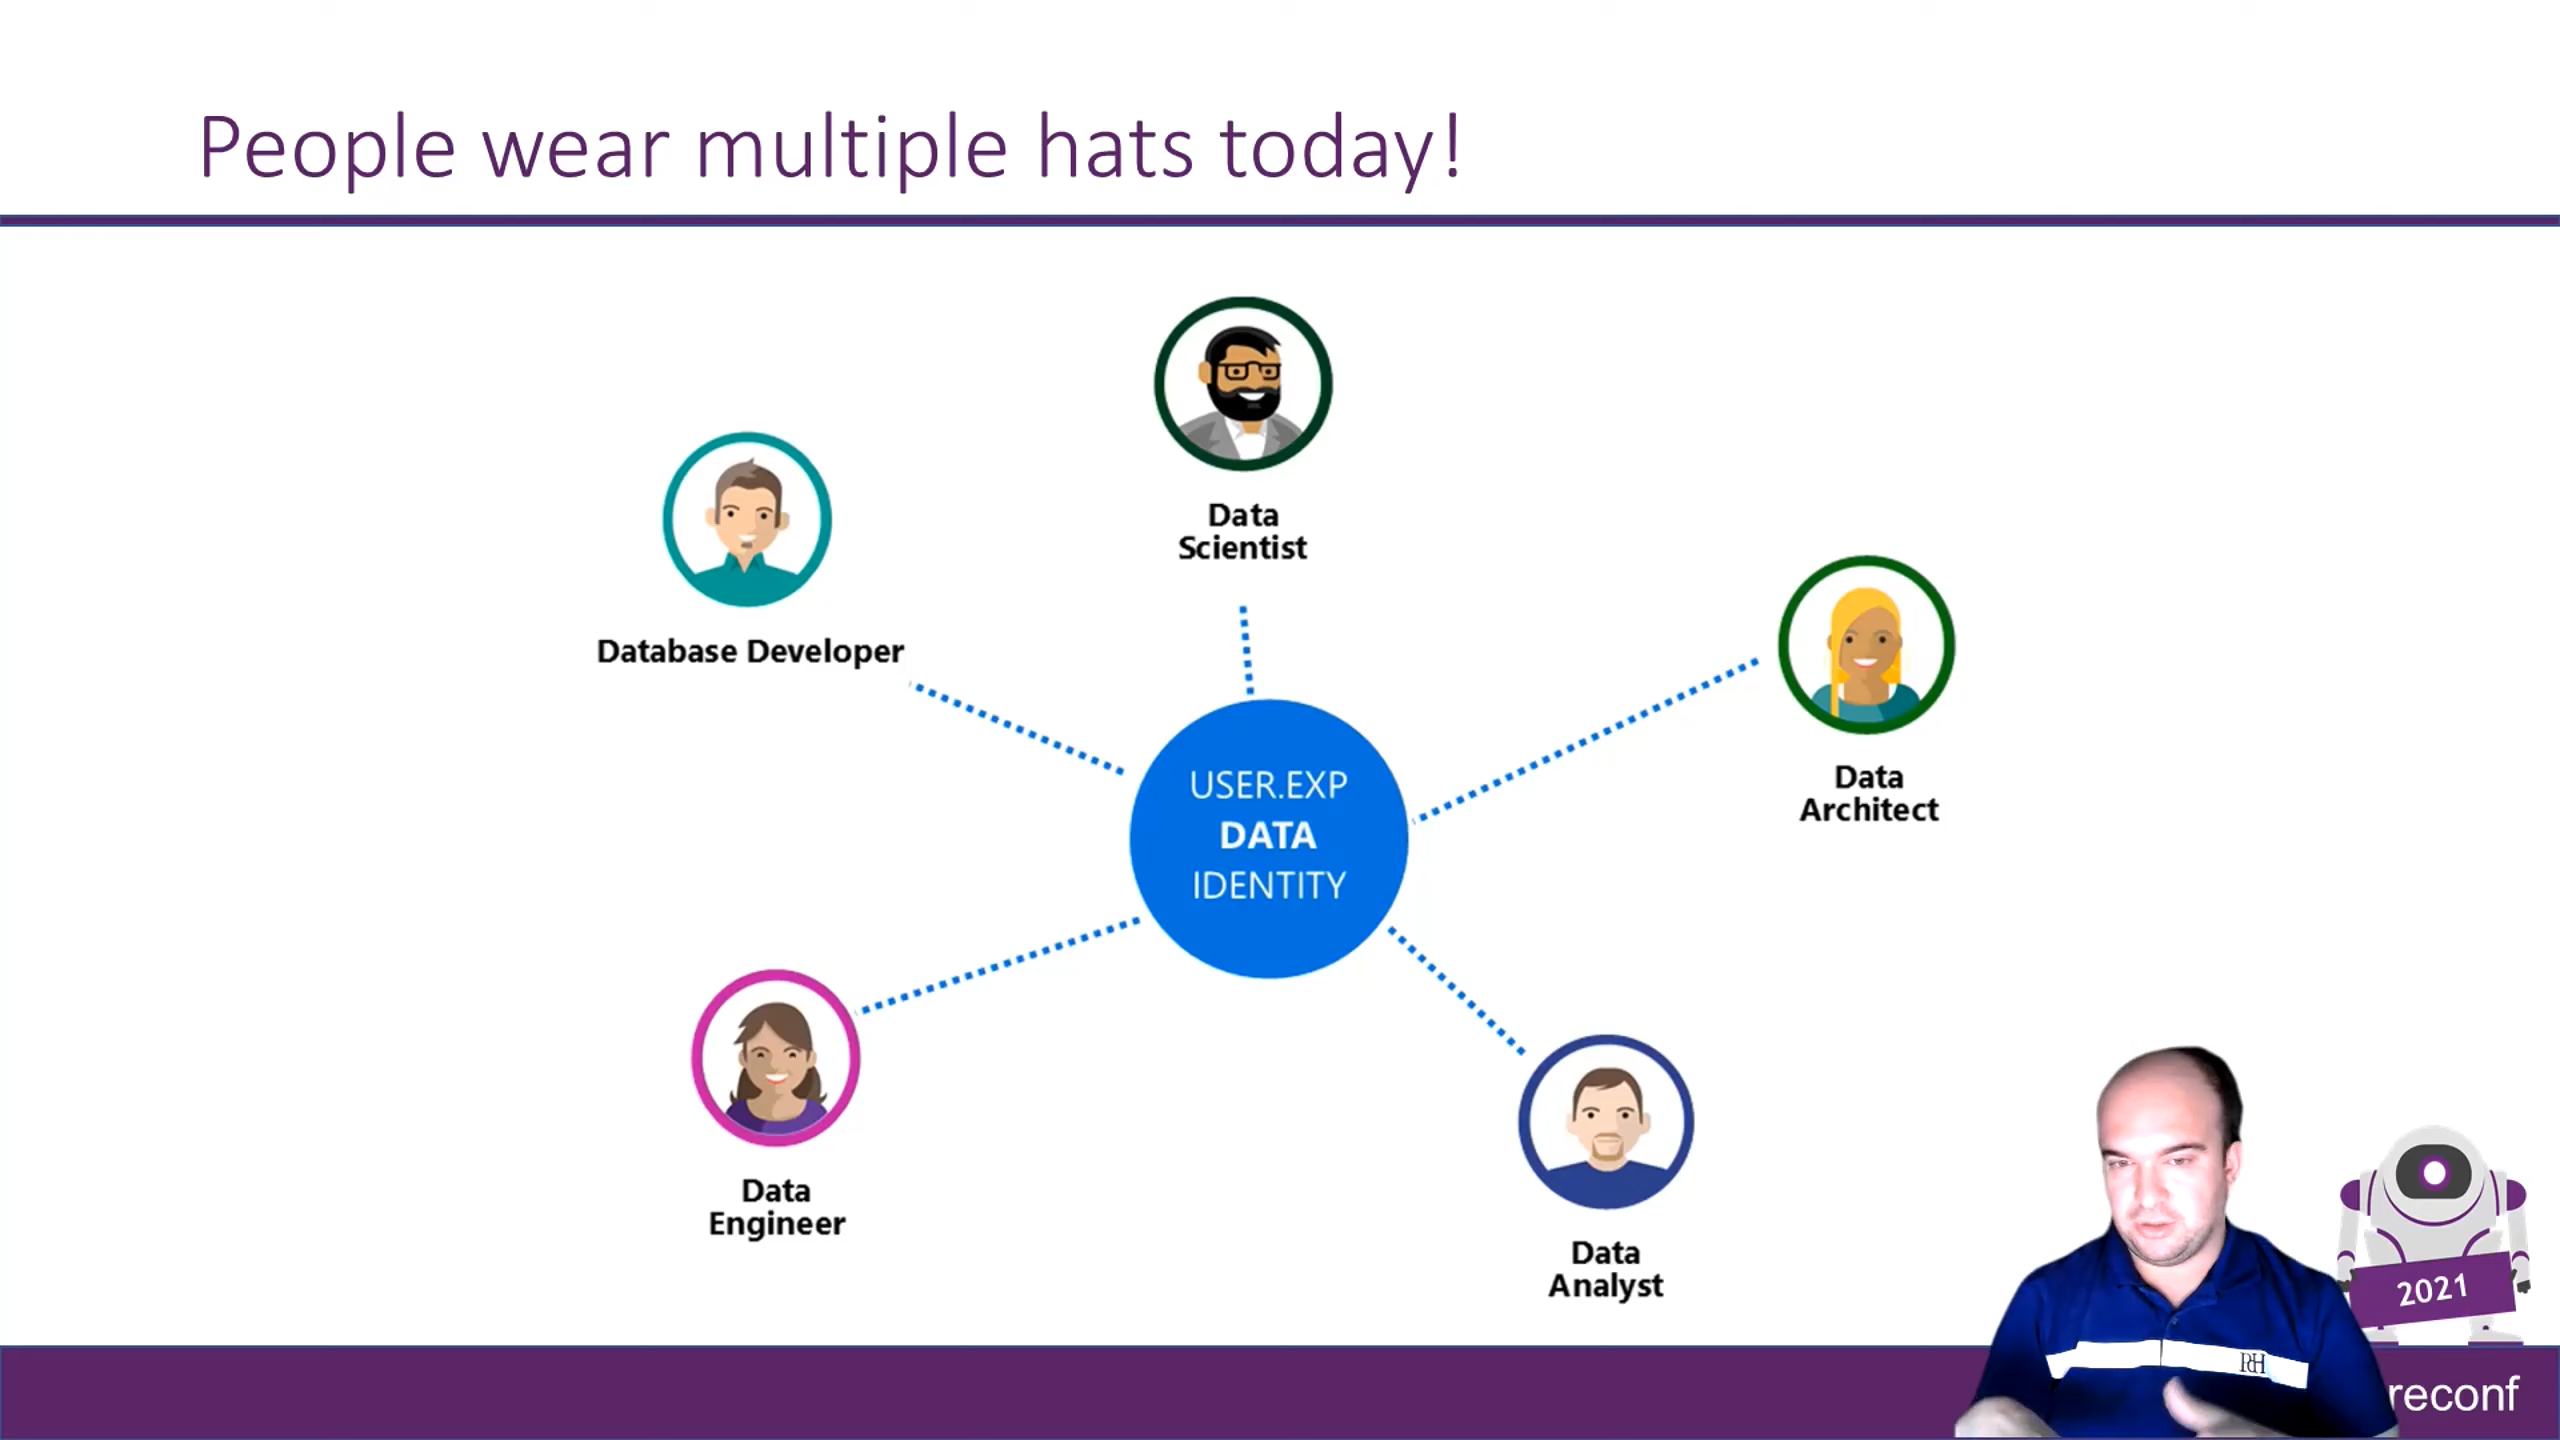 People wear multiple hats today!
Data
Scientist
Database Developer
Data
Architect
USER.EXP
DATA
IDENTITY
Data
Engineer
Data
Analyst
2021
RH
reconf